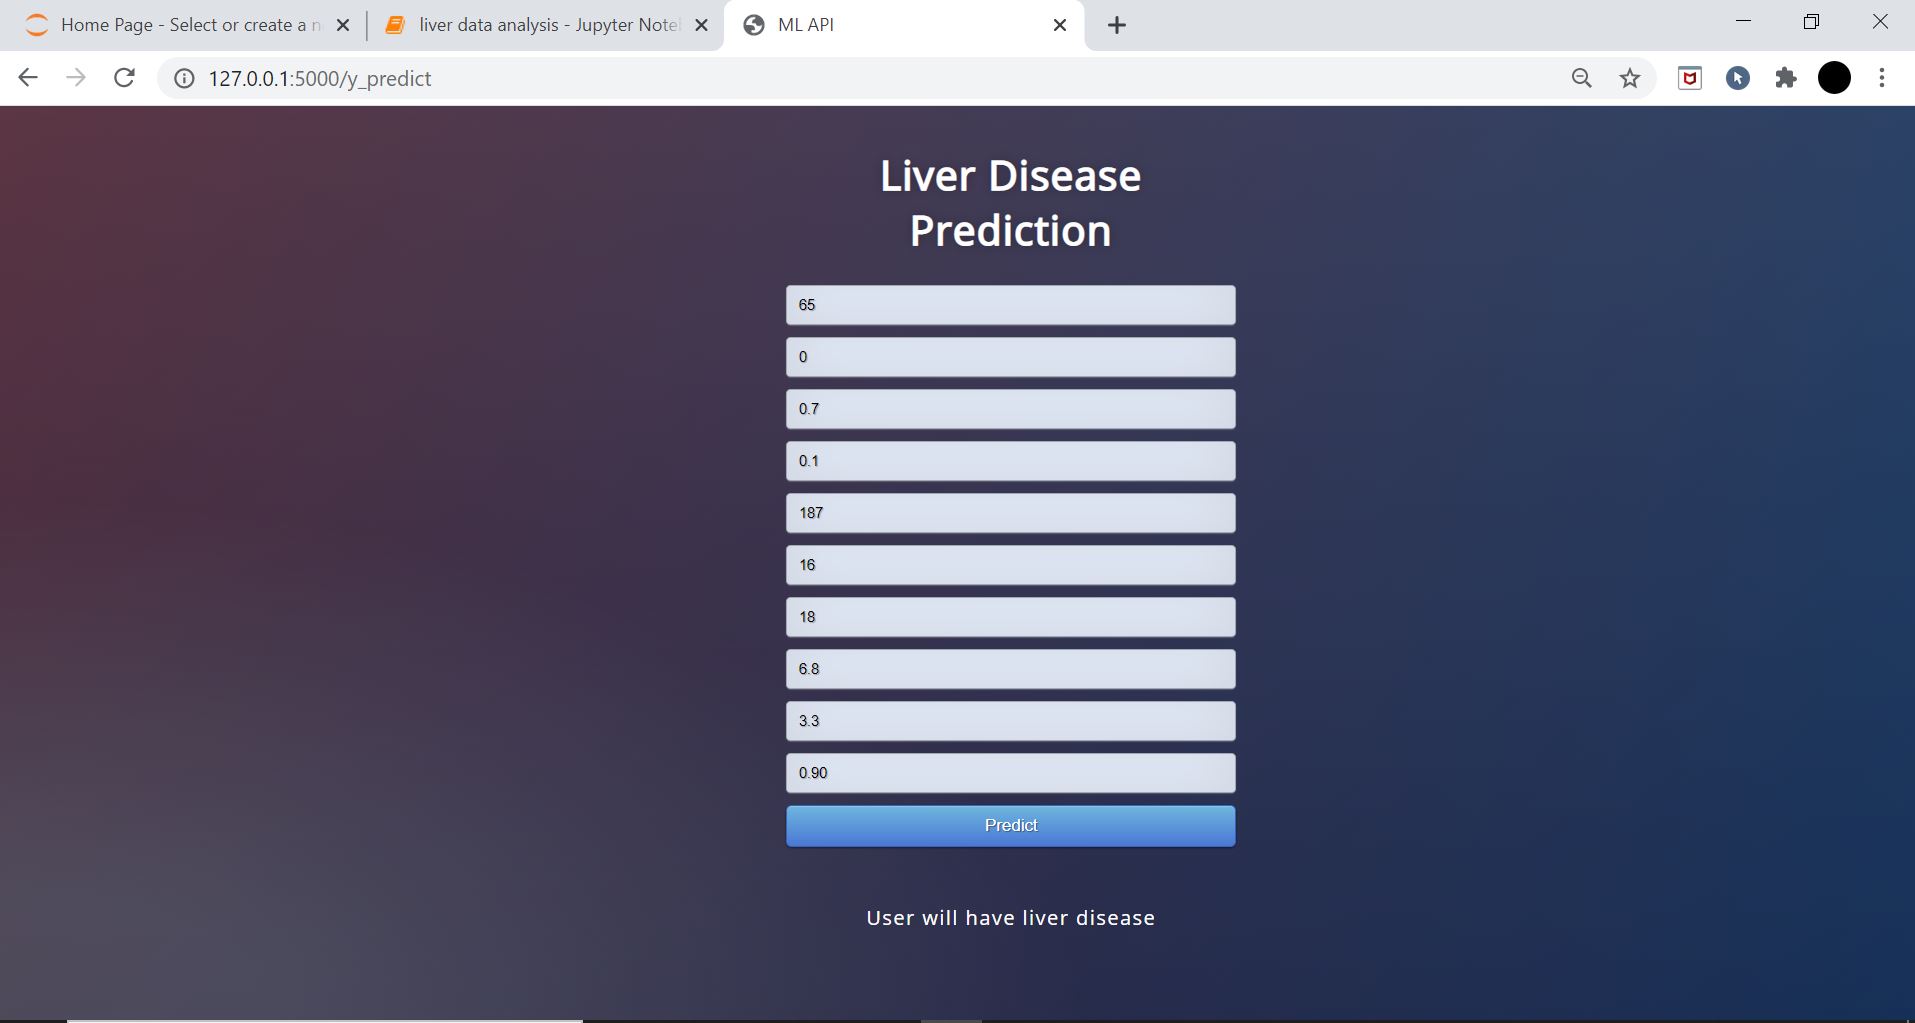 Home Page - Select or create a n
liver data analysis - Jupyter Note
ML API
127.0.0.1:5000/y_predict
Liver Disease
Prediction
65
0
0.7
0.1
187
16
18
6.8
3.3
0.90
Predict
User will have liver disease